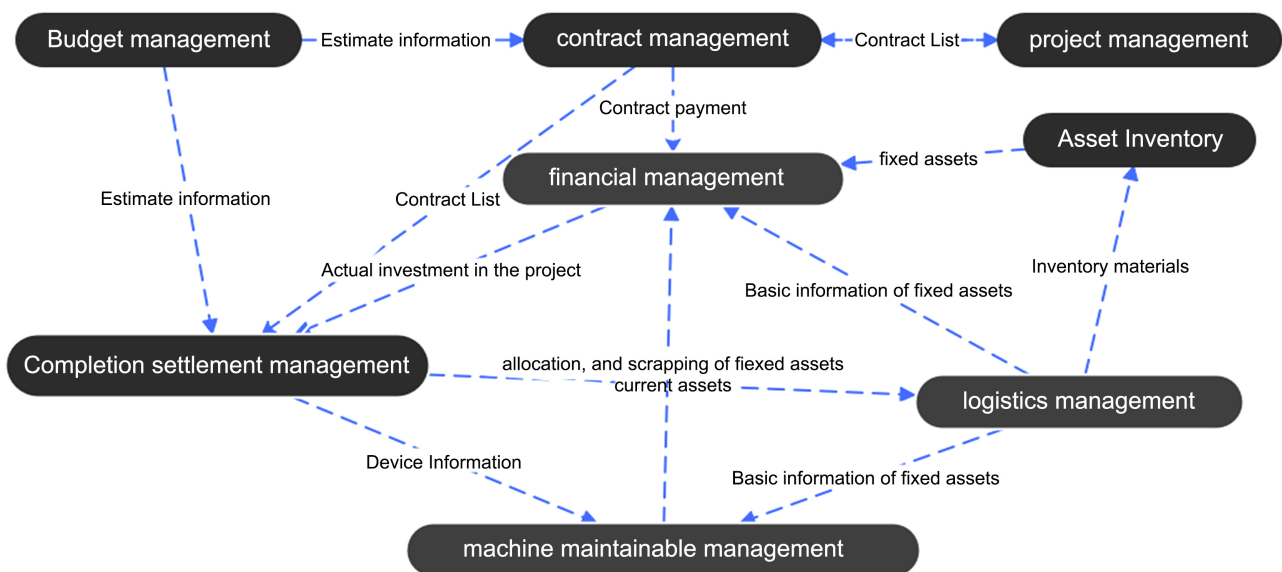 Budget management
Estimate information
contract management
Contract List
project management
Contract payment
Asset Inventory
fixed assets
financial management
Estimate information
Contract List
Actual investment in the project
Inventory materials
Basic information of fixed assets
Completion settlement management
allocation, and scrapping of fiexed assets
current assets
logistics management
Device Information
Basic information of fixed assets
machine maintainable management